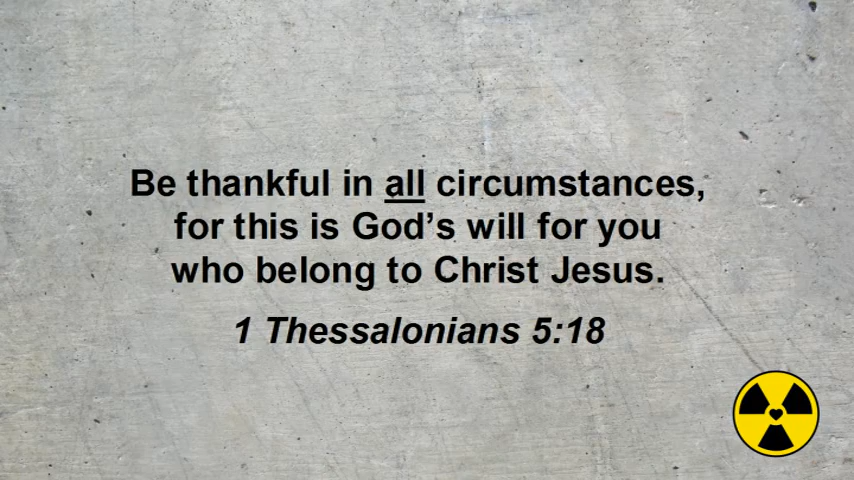 Be thankful in all circumstances,
for this is God’s will for you
who belong to Christ Jesus.
1 Thessalonians 5:18